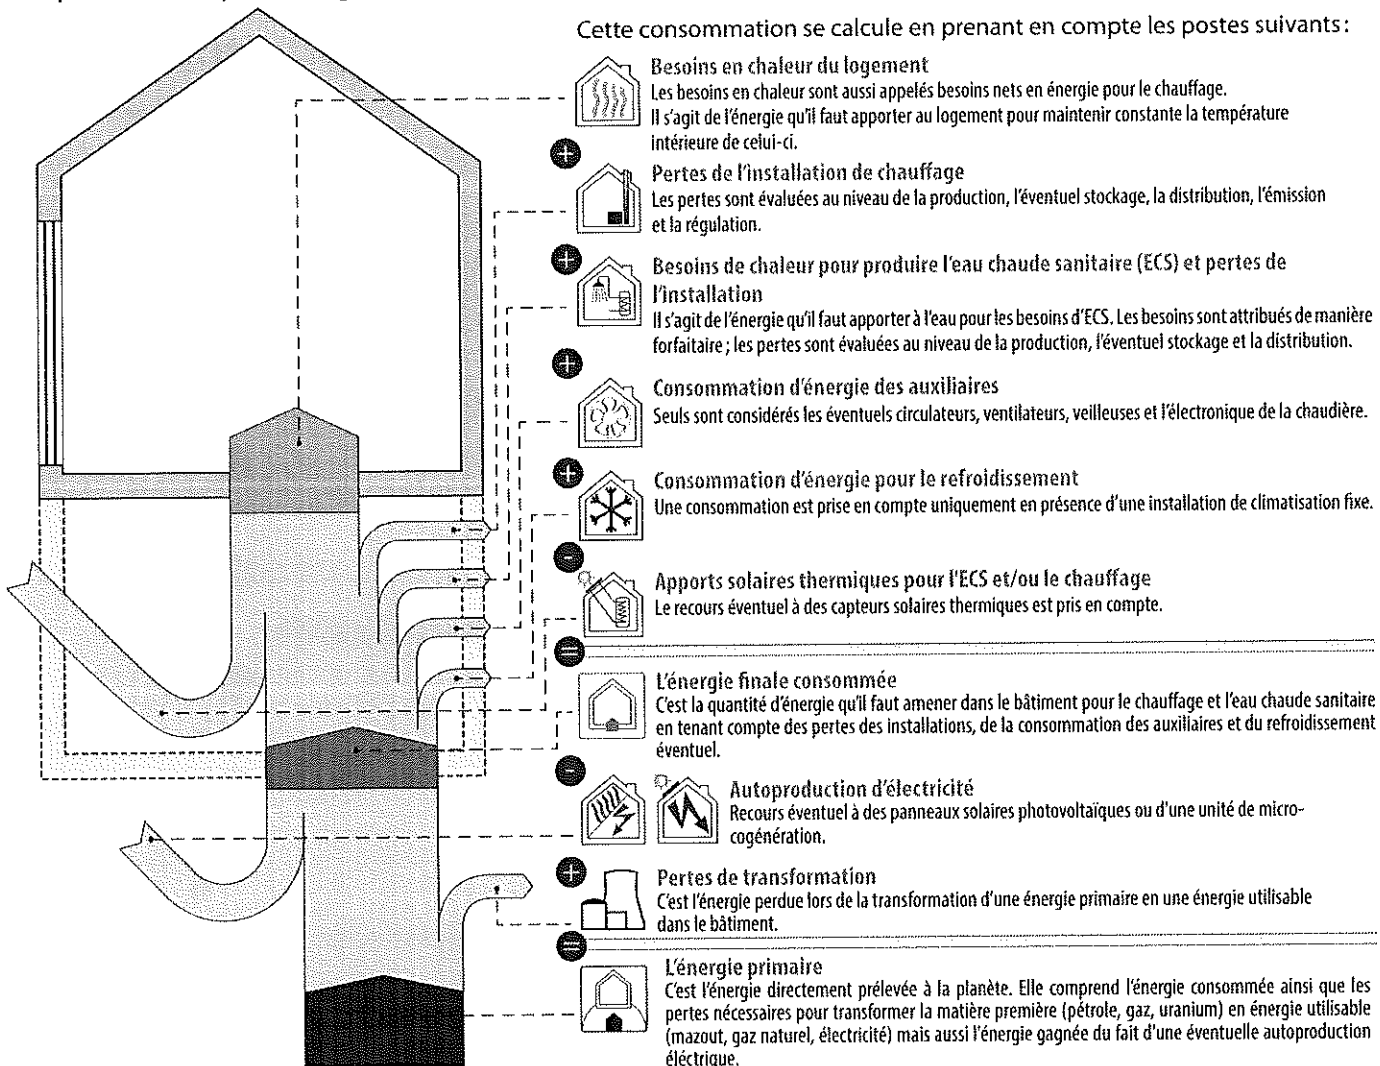 Cette consommation se calcule en prenant en compte les postes suivants :
Besoins en chaleur du logement
Les besoins en chaleur sont aussi appelés besoins nets en énergie pour le chauffage.
Il s'agit de l'énergie qu'il faut apporter au logement pour maintenir constante la température
intérieure de celui-ci.
+
Pertes de l'installation de chauffage
Les pertes sont évaluées au niveau de la production, l'éventuel stockage, la distribution, l'émission
et la régulation.
+
Besoins de chaleur pour produire l'eau chaude sanitaire (ECS) et pertes de
l'installation
Il s'agit de l'énergie qu'il faut apporter à l'eau pour les besoins d'ECS. Les besoins sont attribués de manière
forfaitaire ; les pertes sont évaluées au niveau de la production, l'éventuel stockage et la distribution.
+
Consommation d'énergie des auxiliaires
Seuls sont considérés les éventuels circulateurs, ventilateurs, veilleuses et l'électronique de la chaudière.
+
Consommation d'énergie pour le refroidissement
Une consommation est prise en compte uniquement en présence d'une installation de climatisation fixe.
-
Apports solaires thermiques pour l'ECS et/ou le chauffage
Le recours éventuel à des capteurs solaires thermiques est pris en compte.
=
L'énergie finale consommée
C'est la quantité d'énergie qu'il faut amener dans le bâtiment pour le chauffage et l'eau chaude sanitaire
en tenant compte des pertes des installations, de la consommation des auxiliaires et du refroidissement
éventuel.
-
Autoproduction d'électricité
Recours éventuel à des panneaux solaires photovoltaïques ou d'une unité de micro-
cogénération.
+
Pertes de transformation
C'est l'énergie perdue lors de la transformation d'une énergie primaire en une énergie utilisable
dans le bâtiment.
=
L'énergie primaire
C'est l'énergie directement prélevée à la planète. Elle comprend l'énergie consommée ainsi que les
pertes nécessaires pour transformer la matière première (pétrole, gaz, uranium) en énergie utilisable
(mazout, gaz naturel, électricité) mais aussi l'énergie gagnée du fait d'une éventuelle autoproduction
éléctrique.